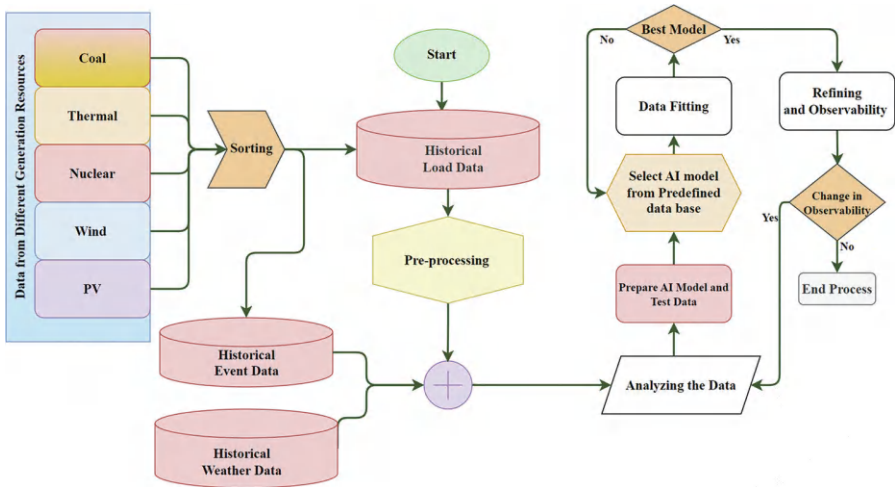 Data from Different Generation Resources
Coal
Thermal
Nuclear
Wind
PV
Sorting
Start
Historical
Load Data
Pre-processing
Historical
Event Data
Historical
Weather Data
Analyzing the Data
Prepare AI Model and
Test Data
Select AI model
from Predefined
data base
Data Fitting
Best Model
No
Yes
Refining
and Observability
Change in
Observability
Yes
No
End Process